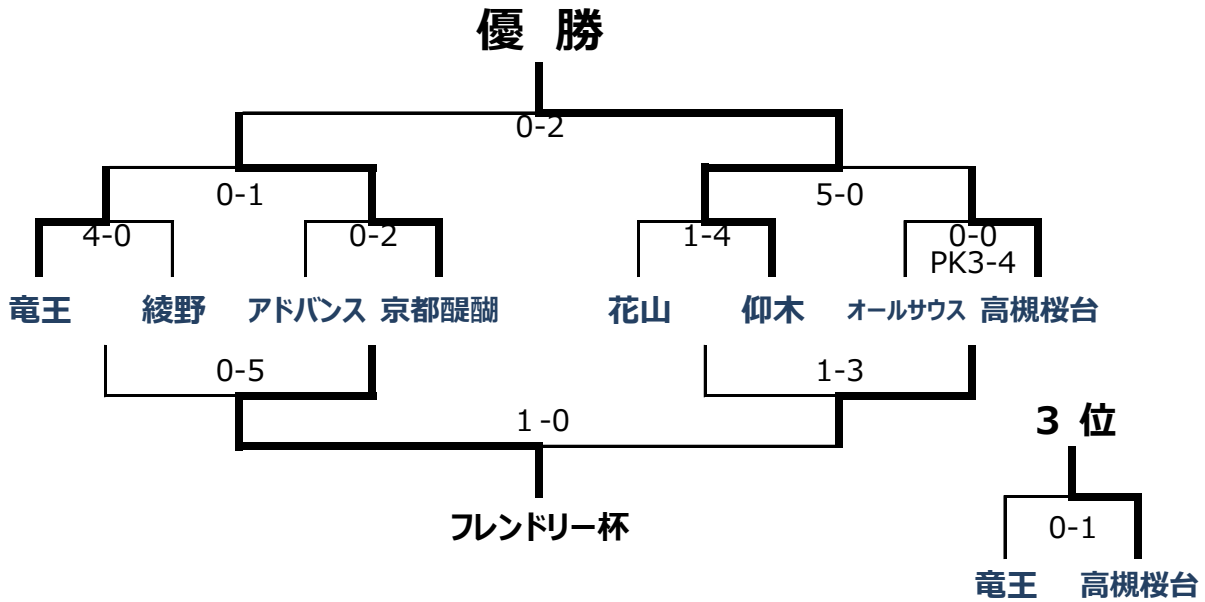 優 勝
0-2
0-1
5-0
4-0
0-2
1-4
0-0
PK3-4
竜王
綾野
アドバンス
京都醍醐
花山
仰木
オールサウス
高槻桜台
0-5
1-3
１-0
3 位
フレンドリー杯
0-1
竜王
高槻桜台